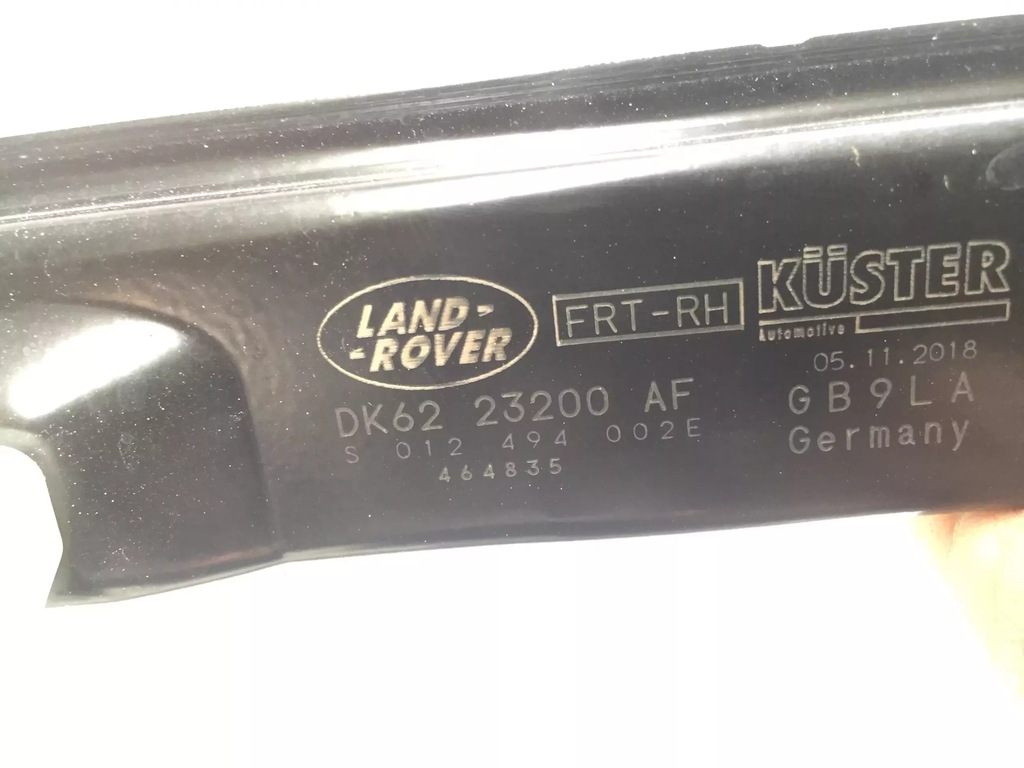 LAND-
-ROVER
FRT-RH
KÜSTER
automotive
DK62 23200 AF
S 012 494 002E
464835
05.11.2018
GB9LA
Germany